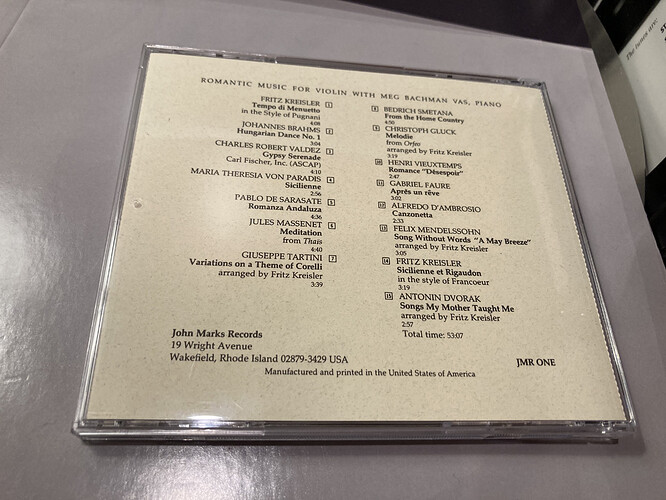 ROMANTIC MUSIC FOR VIOLIN WITH MEG BACHMAN VAS, PIANO
FRITZ KREISLER 1
Tempo di Menuetto
in the Style of Pugnani
4:08
JOHANNES BRAHMS 2
Hungarian Dance No. 1
3:04
CHARLES ROBERT VALDEZ 3
Gypsy Serenade
Carl Fischer, Inc. (ASCAP)
4:10
MARIA THERESIA VON PARADIS 4
Sicilienne
2:56
PABLO DE SARASATE 5
Romanza Andaluza
4:36
JULES MASSENET 6
Meditation
from Thais
4:40
GIUSEPPE TARTINI 7
Variations on a Theme of Corelli
arranged by Fritz Kreisler
3:39
8 BEDRICH SMETANA
From the Home Country
4:50
9 CHRISTOPH GLUCK
Melodie
from Orfeo
arranged by Fritz Kreisler
3:19
10 HENRI VIEUXTEMPS
Romance "Désespoir"
2:47
11 GABRIEL FAURE
Après un rêve
3:02
12 ALFREDO D'AMBROSIO
Canzonetta
2:33
13 FELIX MENDELSSOHN
Song Without Words "A May Breeze"
arranged by Fritz Kreisler
3:05
14 FRITZ KREISLER
Sicilienne et Rigaudon
in the style of Francoeur
3:19
15 ANTONIN DVORAK
Songs My Mother Taught Me
arranged by Fritz Kreisler
2:57
Total time: 53:07
John Marks Records
19 Wright Avenue
Wakefield, Rhode Island 02879-3429 USA
JMR ONE
Manufactured and printed in the United States of America